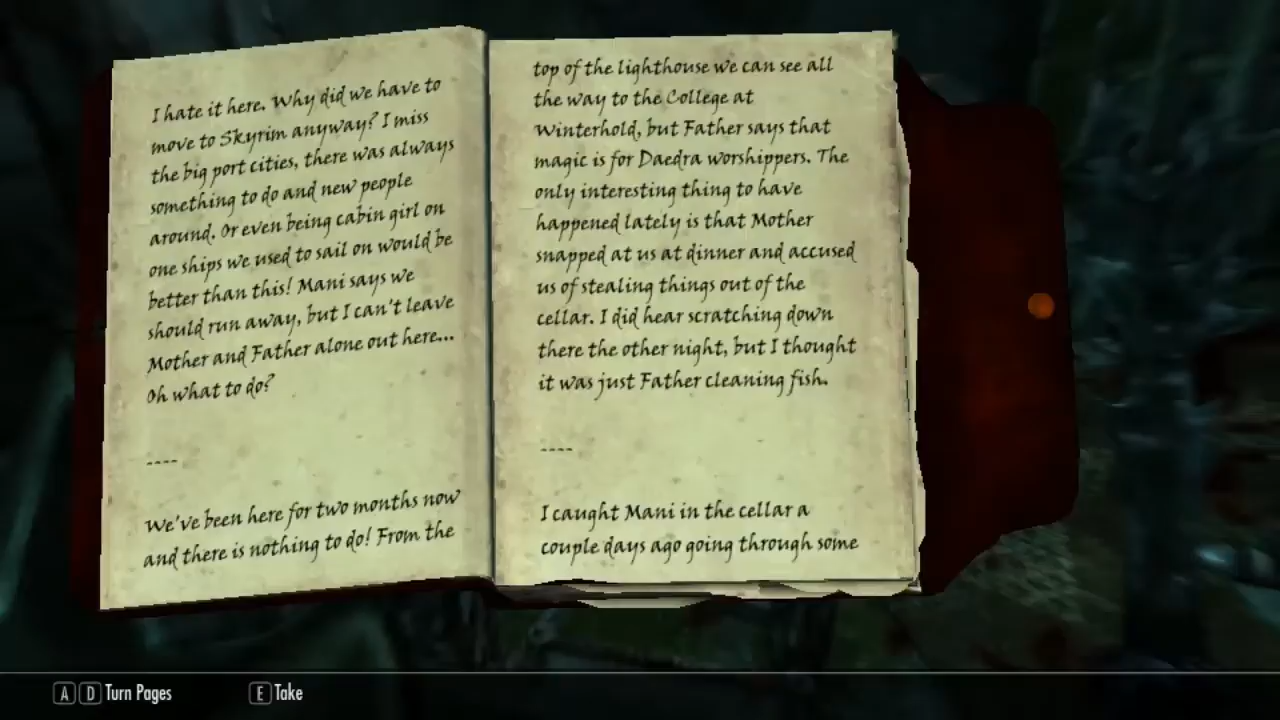 I hate it here. Why did we have to
move to Skyrim anyway? I miss
the big port cities, there was always
something to do and new people
around. Or even being cabin girl on
one ships we used to sail on would be
better than this! Mani says we
should run away, but I can't leave
Mother and Father alone out here...
Oh what to do?
----
We've been here for two months now
and there is nothing to do! From the
top of the lighthouse we can see all
the way to the College at
Winterhold, but Father says that
magic is for Daedra worshippers. The
only interesting thing to have
happened lately is that Mother
snapped at us at dinner and accused
us of stealing things out of the
cellar. I did hear scratching down
there the other night, but I thought
it was just Father cleaning fish.
----
I caught Mani in the cellar a
couple days ago going through some
A D Turn Pages E Take